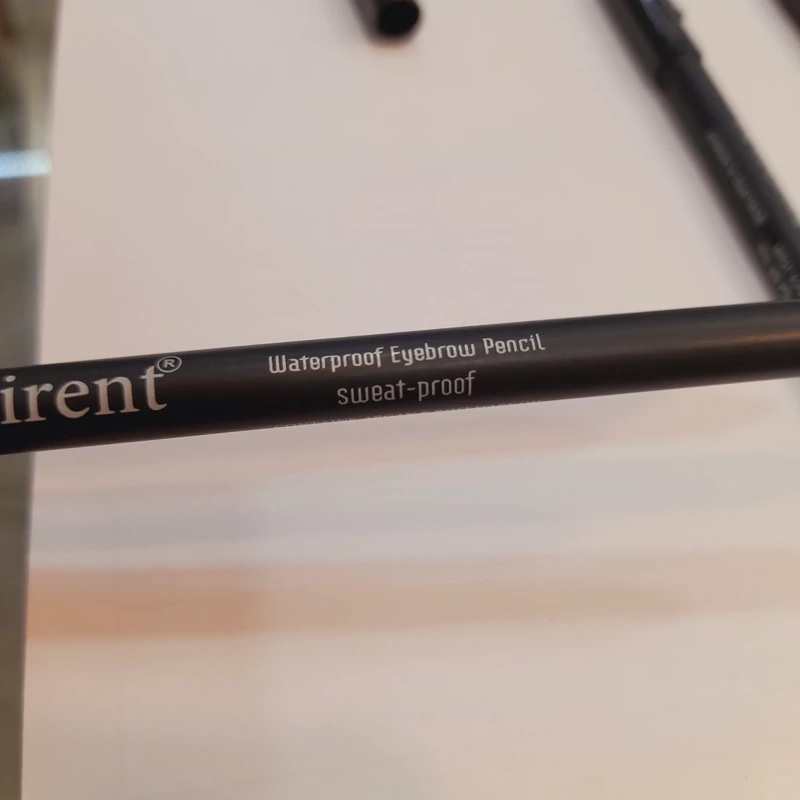 irent®
Waterproof Eyebrow Pencil
sweat-proof